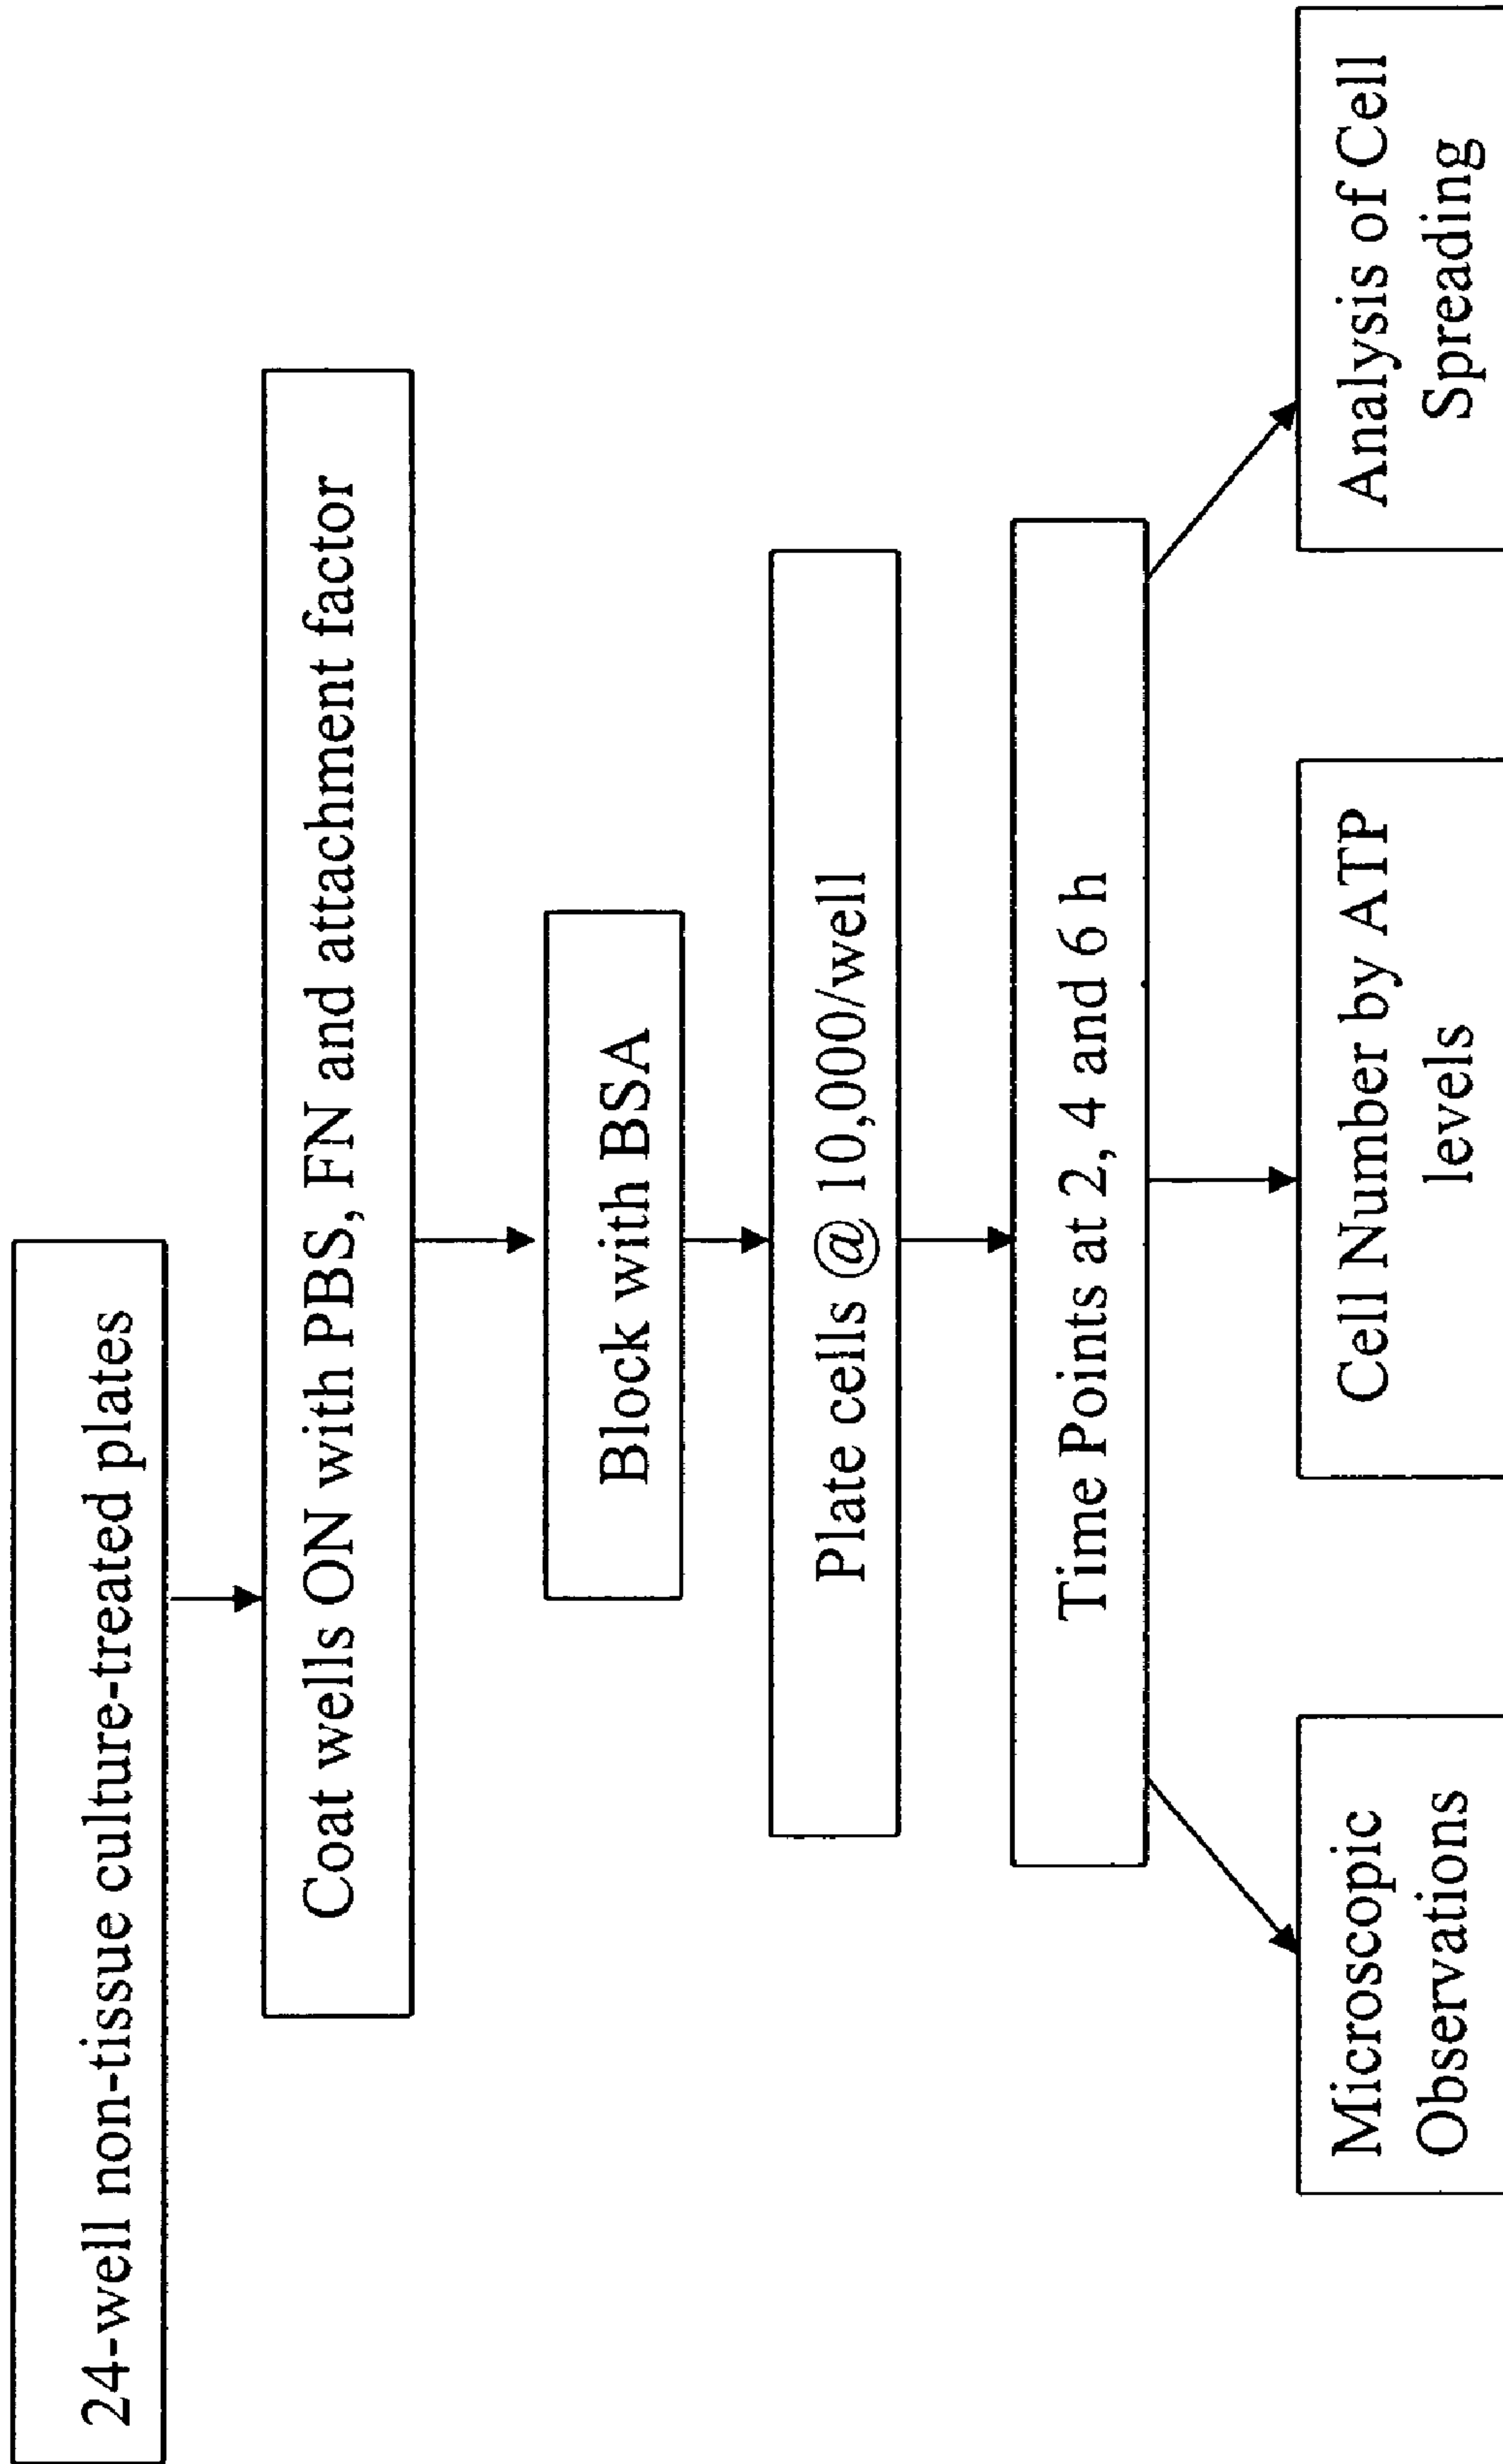 24-well non-tissue culture-treated plates
Coat wells ON with PBS, FN and attachment factor
Block with BSA
Plate cells @ 10,000/well
Time Points at 2, 4 and 6 h
Microscopic
Observations
Cell Number by ATP
levels
Analysis of Cell
Spreading